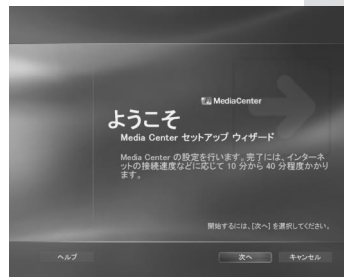 MediaCenter
ようこそ
Media Center セットアップ ウィザード
Media Center の設定を行います。完了には、インターネ
ットの接続速度などに応じて 10 分から 40 分程度かかり
ます。
開始するには、[次へ] を選択してください。
ヘルプ
次へ
キャンセル